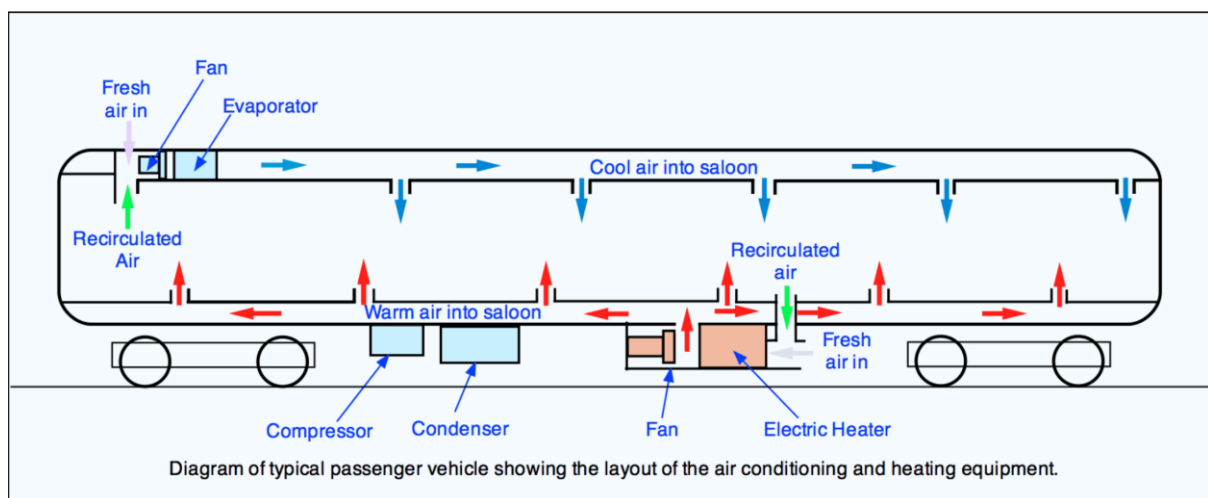 Fan
Fresh
air in
Evaporator
Cool air into saloon
Recirculated
Air
Recirculated
air
Warm air into saloon
Fresh
air in
Compressor
Condenser
Fan
Electric Heater
Diagram of typical passenger vehicle showing the layout of the air conditioning and heating equipment.